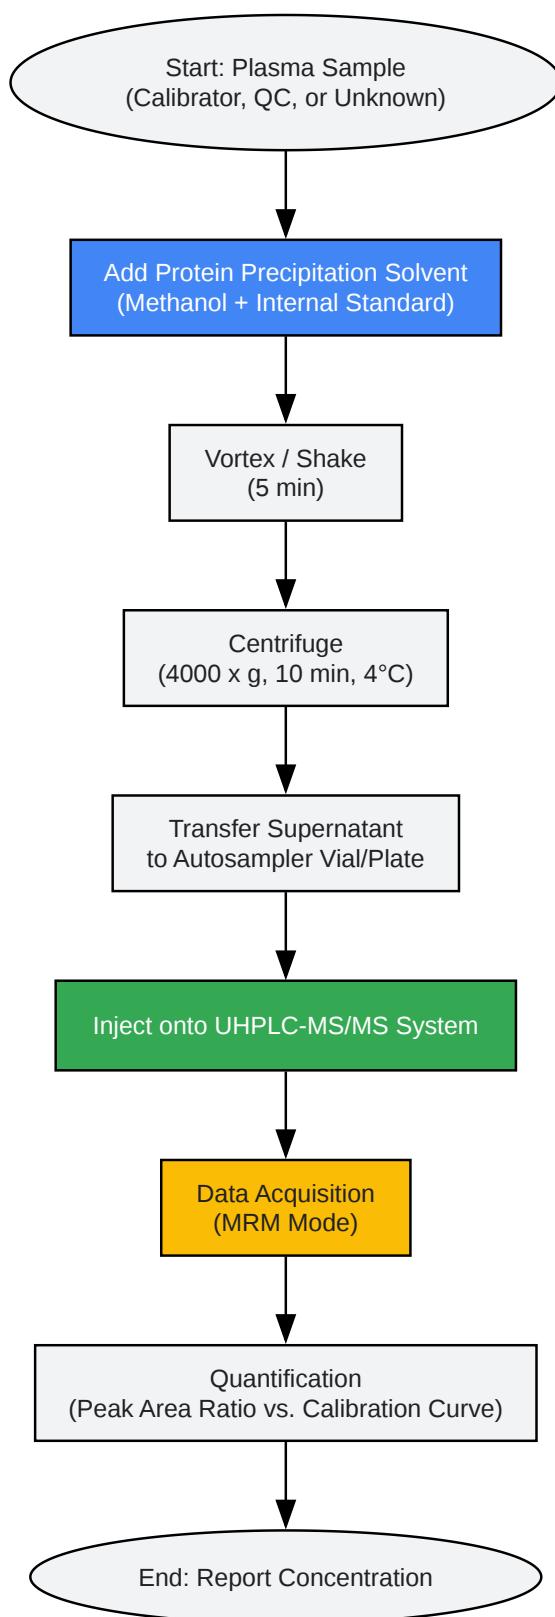 Start: Plasma Sample
(Calibrator, QC, or Unknown)
Add Protein Precipitation Solvent
(Methanol + Internal Standard)
Vortex / Shake
(5 min)
Centrifuge
(4000 x g, 10 min, 4°C)
Transfer Supernatant
to Autosampler Vial/Plate
Inject onto UHPLC-MS/MS System
Data Acquisition
(MRM Mode)
Quantification
(Peak Area Ratio vs. Calibration Curve)
End: Report Concentration